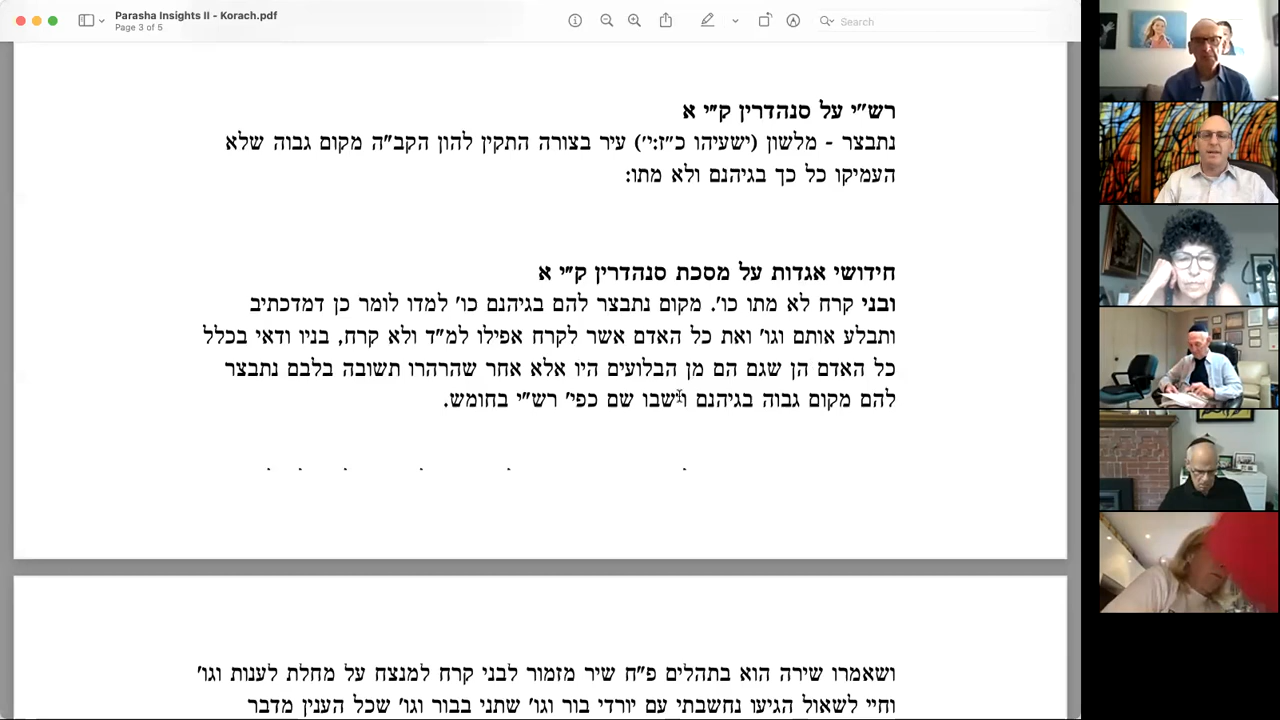 Parasha Insights II - Korach.pdf
Page 3 of 5
Search
רש"י על סנהדרין ק"י א
נתבצר - מלשון (ישעיהו כ"ז:י') עיר בצורה התקין להון הקב"ה מקום גבוה שלא
העמיקו כל כך בגיהנם ולא מתו:
חידושי אגדות על מסכת סנהדרין ק"י א
ובני קרח לא מתו כו'. מקום נתבצר להם בגיהנם כו' למדו לומר כן דמדכתיב
ותבלע אותם וגו' ואת כל האדם אשר לקרח אפילו למ"ד ולא קרח, בניו ודאי בכלל
כל האדם הן שגם הם מן הבלועים היו אלא אחר שהרהרו תשובה בלבם נתבצר
להם מקום גבוה בגיהנם וישבו שם כפי' רש"י בחומש.
ושאמרו שירה הוא בתהלים פ"ח שיר מזמור לבני קרח למנצח על מחלת לענות וגו'
וחיי לשאול הגיעו נחשבתי עם יורדי בור וגו' שתני בבור וגו' שכל הענין מדבר